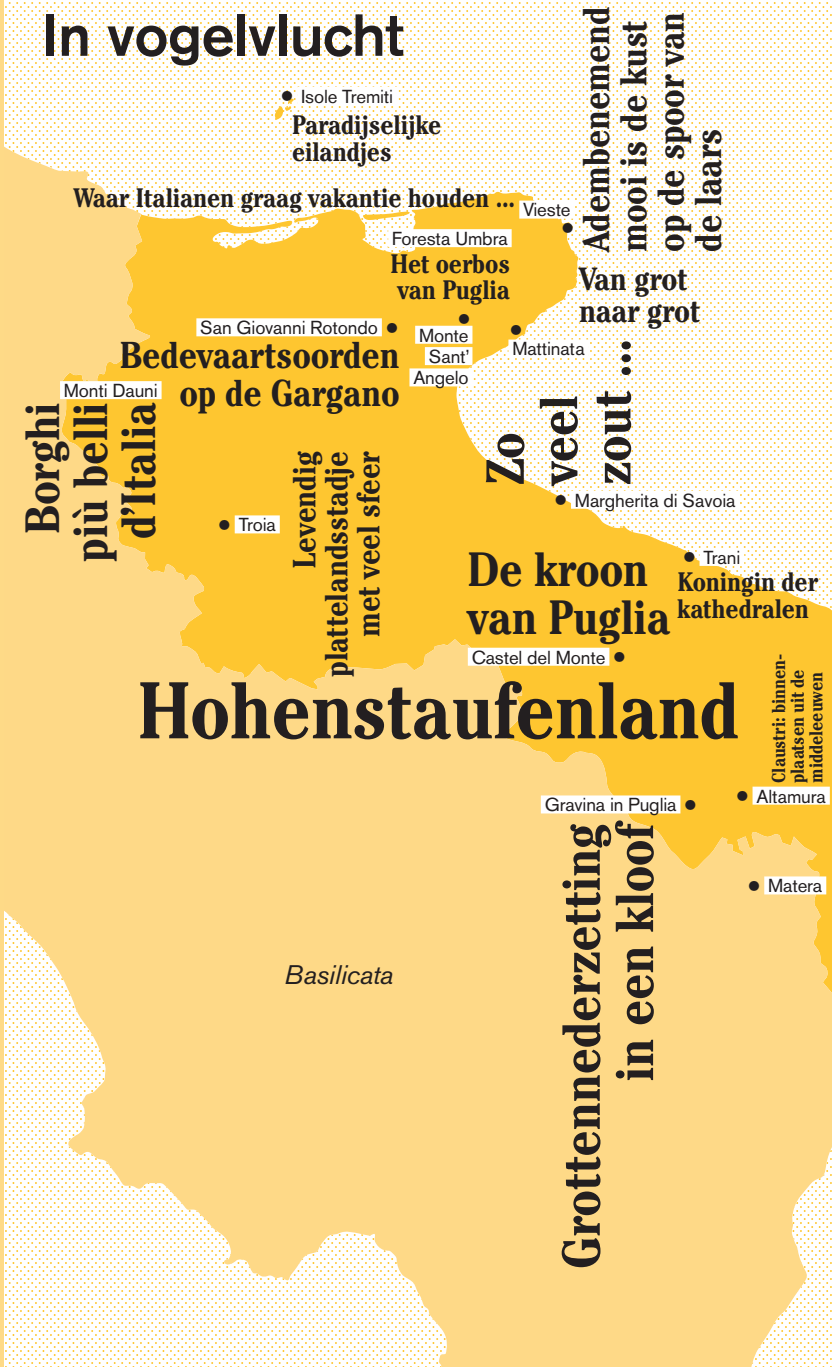 In vogelvlucht
Isole Tremiti
Paradijselijke
eilandjes
Adembenemend
mooi is de kust
op de spoor van
de laars
Waar Italianen graag vakantie houden ...
Vieste
Foresta Umbra
Het oerbos
van Puglia
Van grot
naar grot
San Giovanni Rotondo
Bedevaartsoorden
op de Gargano
Monte
Sant'
Angelo
Mattinata
Monti Dauni
Borghi
più belli
d'Italia
Zo
veel
zout ...
Troia
Levendig
plattelandsstadje
met veel sfeer
Margherita di Savoia
De kroon
van Puglia
Castel del Monte
Trani
Koningin der
kathedralen
Hohenstaufenland
Claustri: binnen-
plaatsen uit de
middeleeuwen
Gravina in Puglia
Altamura
Grottennederzetting
in een kloof
Matera
Basilicata